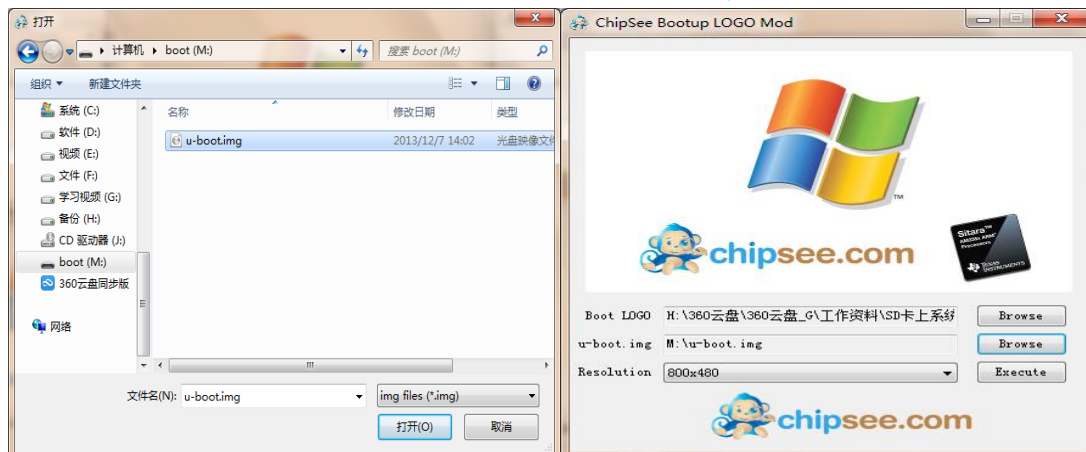 打开
计算机 boot (M:)
搜索 boot (M:)
组织 新建文件夹
系统 (C:)
软件 (D:)
视频 (E:)
文件 (F:)
学习视频 (G:)
备份 (H:)
CD 驱动器 (J:)
boot (M:)
360云盘同步版
网络
名称 修改日期 类型
u-boot.img 2013/12/7 14:02 光盘映像文件
文件名(N): u-boot.img img files (*.img)
打开(O) 取消
ChipSee Bootup LOGO Mod
TM
chipsee.com
Sitara™
AM335x ARM®
Processors
TEXAS
INSTRUMENTS
Boot LOGO H:\360云盘\360云盘_G\工作资料\SD卡上系统 Browse
u-boot.img M:\u-boot.img Browse
Resolution 800x480 Execute
chipsee.com